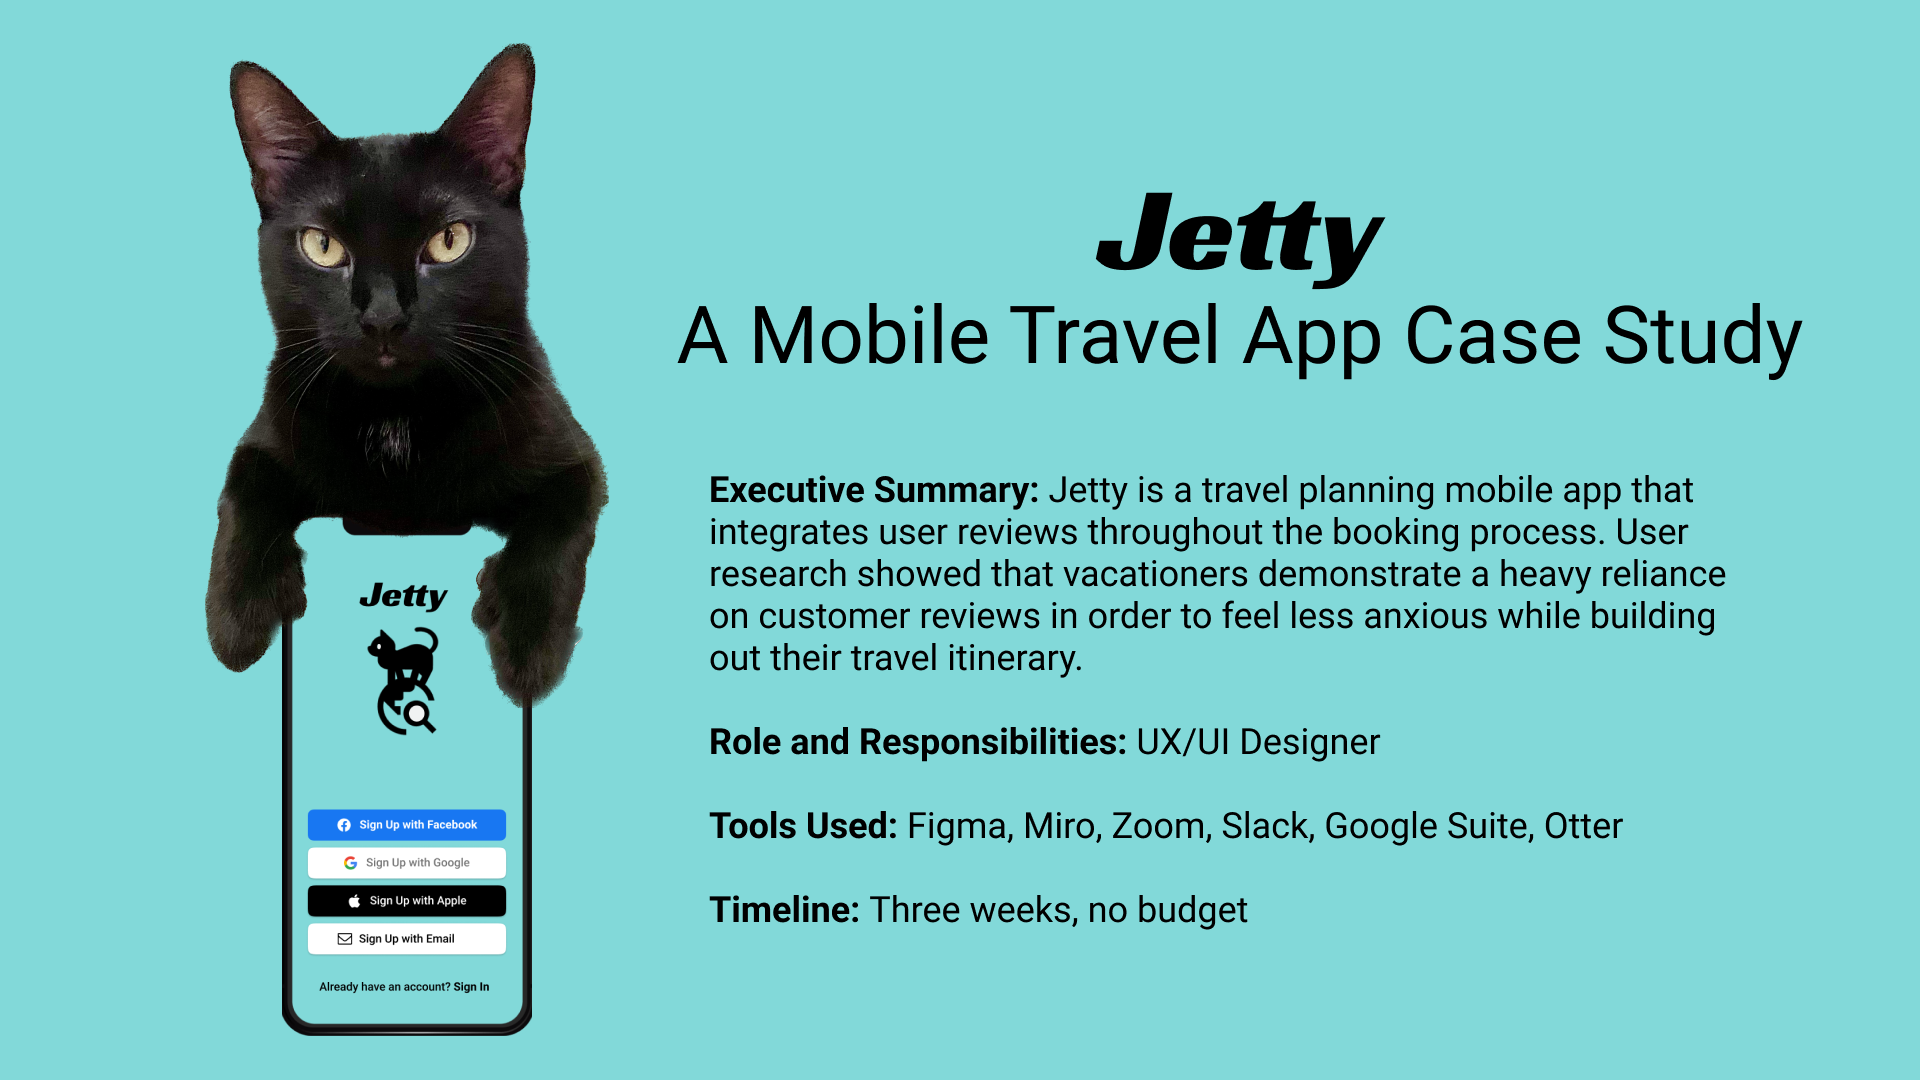 Jetty
A Mobile Travel App Case Study
Executive Summary: Jetty is a travel planning mobile app that
integrates user reviews throughout the booking process. User
research showed that vacationers demonstrate a heavy reliance
on customer reviews in order to feel less anxious while building
out their travel itinerary.
Role and Responsibilities: UX/UI Designer
Tools Used: Figma, Miro, Zoom, Slack, Google Suite, Otter
Timeline: Three weeks, no budget
Jetty
Sign Up with Facebook
Sign Up with Google
Sign Up with Apple
Sign Up with Email
Already have an account? Sign In